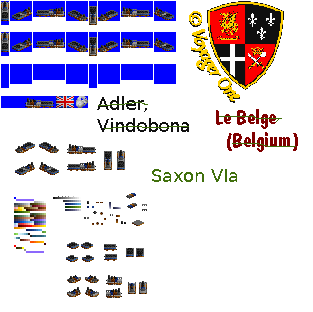 © Voyager One
Adler,
Vindobona
Le Belge
(Belgium)
Saxon VIa